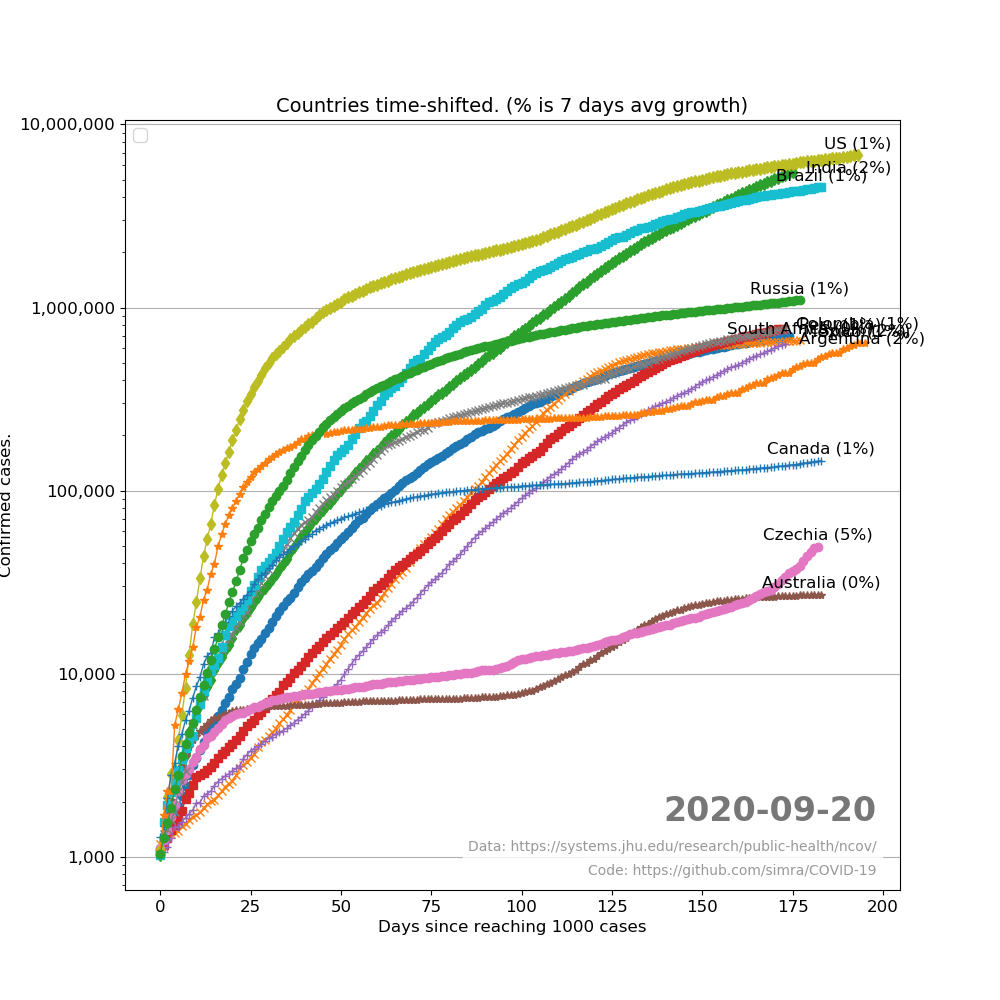 Countries time-shifted. (% is 7 days avg growth)
10,000,000
1,000,000
100,000
10,000
1,000
Confirmed cases.
US (1%)
India (2%)
Brazil (1%)
Russia (1%)
Colombia (1%)
South Africa
Argentina (2%)
Canada (1%)
Czechia (5%)
Australia (0%)
2020-09-20
Data: https://systems.jhu.edu/research/public-health/ncov/
Code: https://github.com/simra/COVID-19
0 25 50 75 100 125 150 175 200
Days since reaching 1000 cases